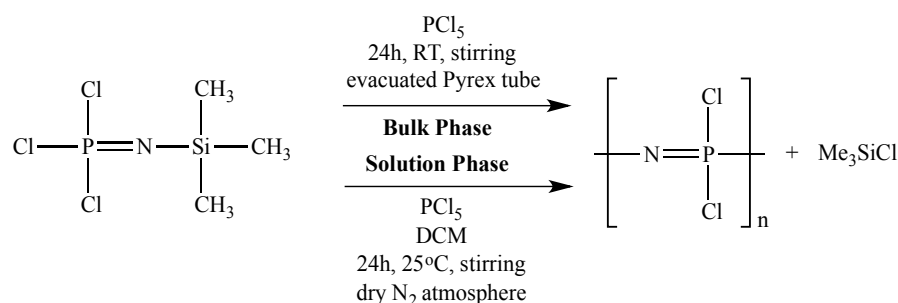 PCl5
24h, RT, stirring
evacuated Pyrex tube
Bulk Phase
Solution Phase
PCl5
DCM
24h, 25oC, stirring
dry N2 atmosphere
Cl
Cl
P
N
Si
CH3
CH3
CH3
Cl
N
P
Cl
Cl
n
+ Me3SiCl